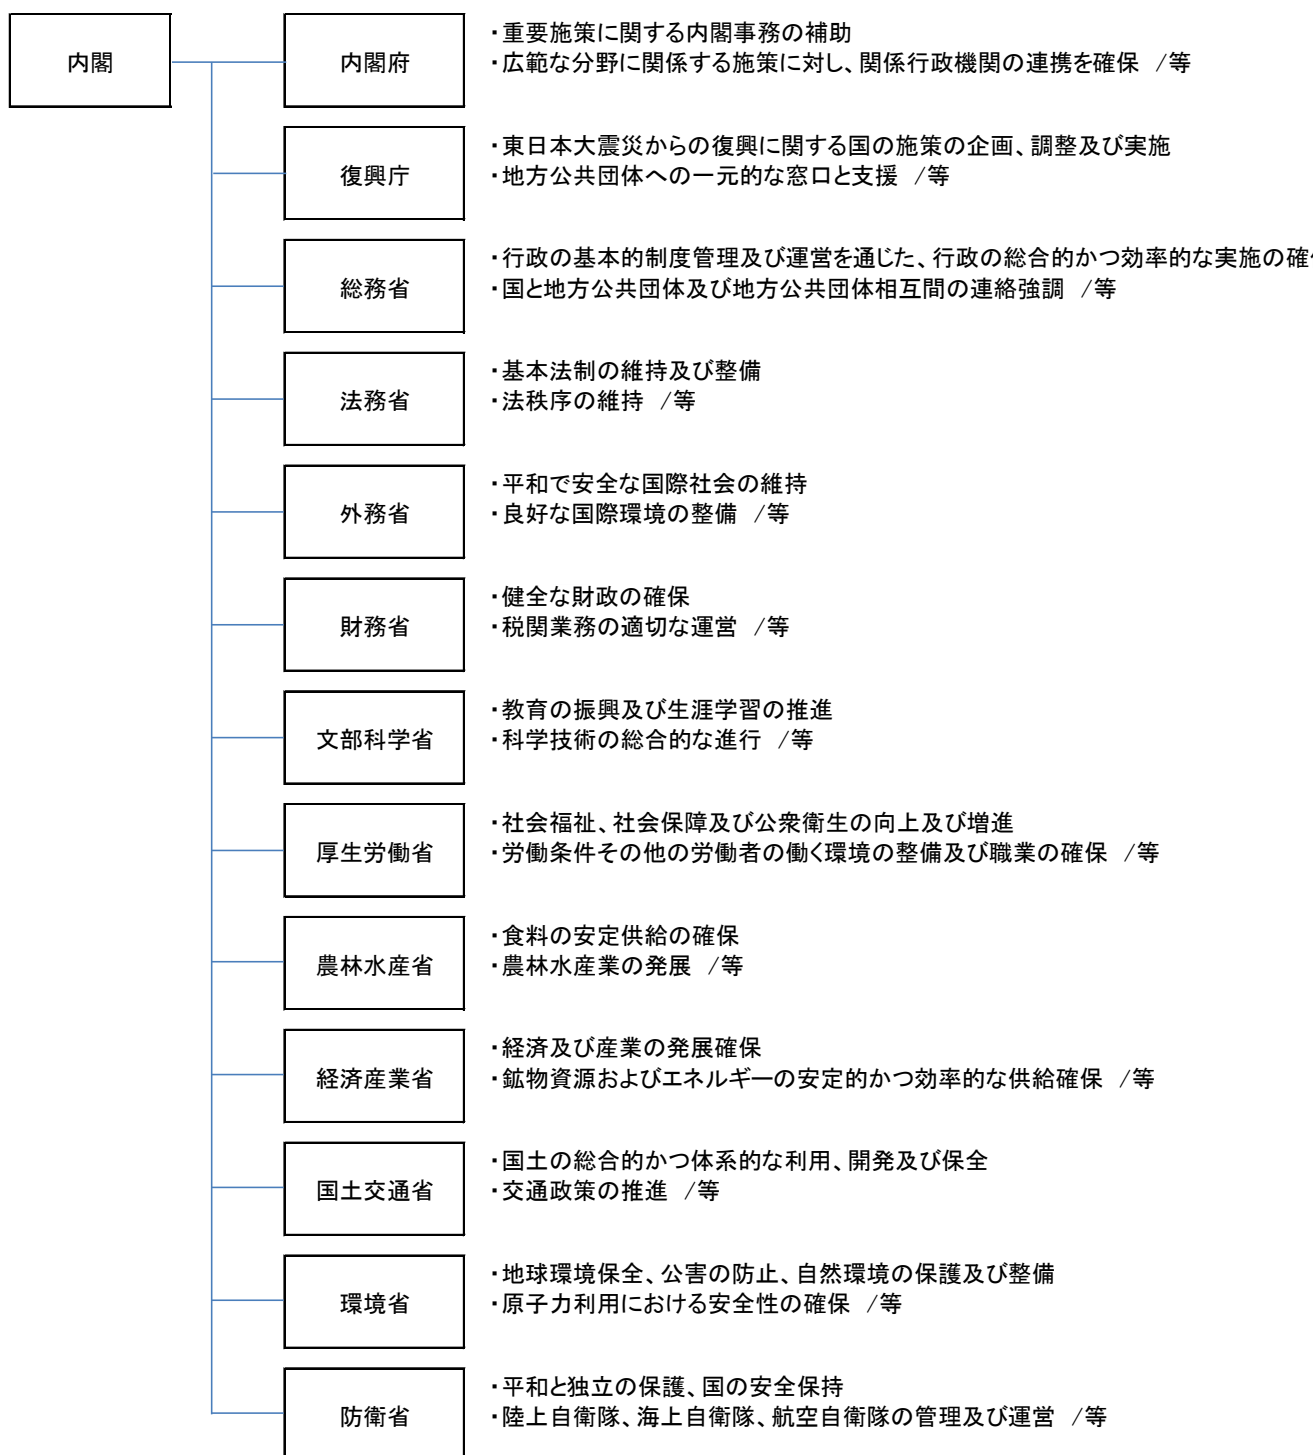 内閣
内閣府
・重要施策に関する内閣事務の補助
・広範な分野に関係する施策に対し、関係行政機関の連携を確保 /等
復興庁
・東日本大震災からの復興に関する国の施策の企画、調整及び実施
・地方公共団体への一元的な窓口と支援 /等
総務省
・行政の基本的制度管理及び運営を通じた、行政の総合的かつ効率的な実施の確
・国と地方公共団体及び地方公共団体相互間の連絡強調 /等
法務省
・基本法制の維持及び整備
・法秩序の維持 /等
外務省
・平和で安全な国際社会の維持
・良好な国際環境の整備 /等
財務省
・健全な財政の確保
・税関業務の適切な運営 /等
文部科学省
・教育の振興及び生涯学習の推進
・科学技術の総合的な進行 /等
厚生労働省
・社会福祉、社会保障及び公衆衛生の向上及び増進
・労働条件その他の労働者の働く環境の整備及び職業の確保 /等
農林水産省
・食料の安定供給の確保
・農林水産業の発展 /等
経済産業省
・経済及び産業の発展確保
・鉱物資源およびエネルギーの安定的かつ効率的な供給確保 /等
国土交通省
・国土の総合的かつ体系的な利用、開発及び保全
・交通政策の推進 /等
環境省
・地球環境保全、公害の防止、自然環境の保護及び整備
・原子力利用における安全性の確保 /等
防衛省
・平和と独立の保護、国の安全保持
・陸上自衛隊、海上自衛隊、航空自衛隊の管理及び運営 /等